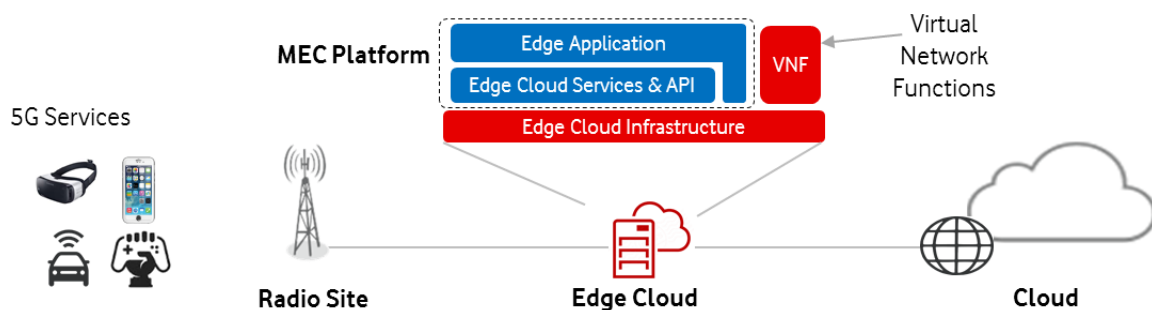 Edge Application
MEC Platform
Edge Cloud Services & API
VNF
Virtual
Network
Functions
5G Services
Edge Cloud Infrastructure
Radio Site
Edge Cloud
Cloud